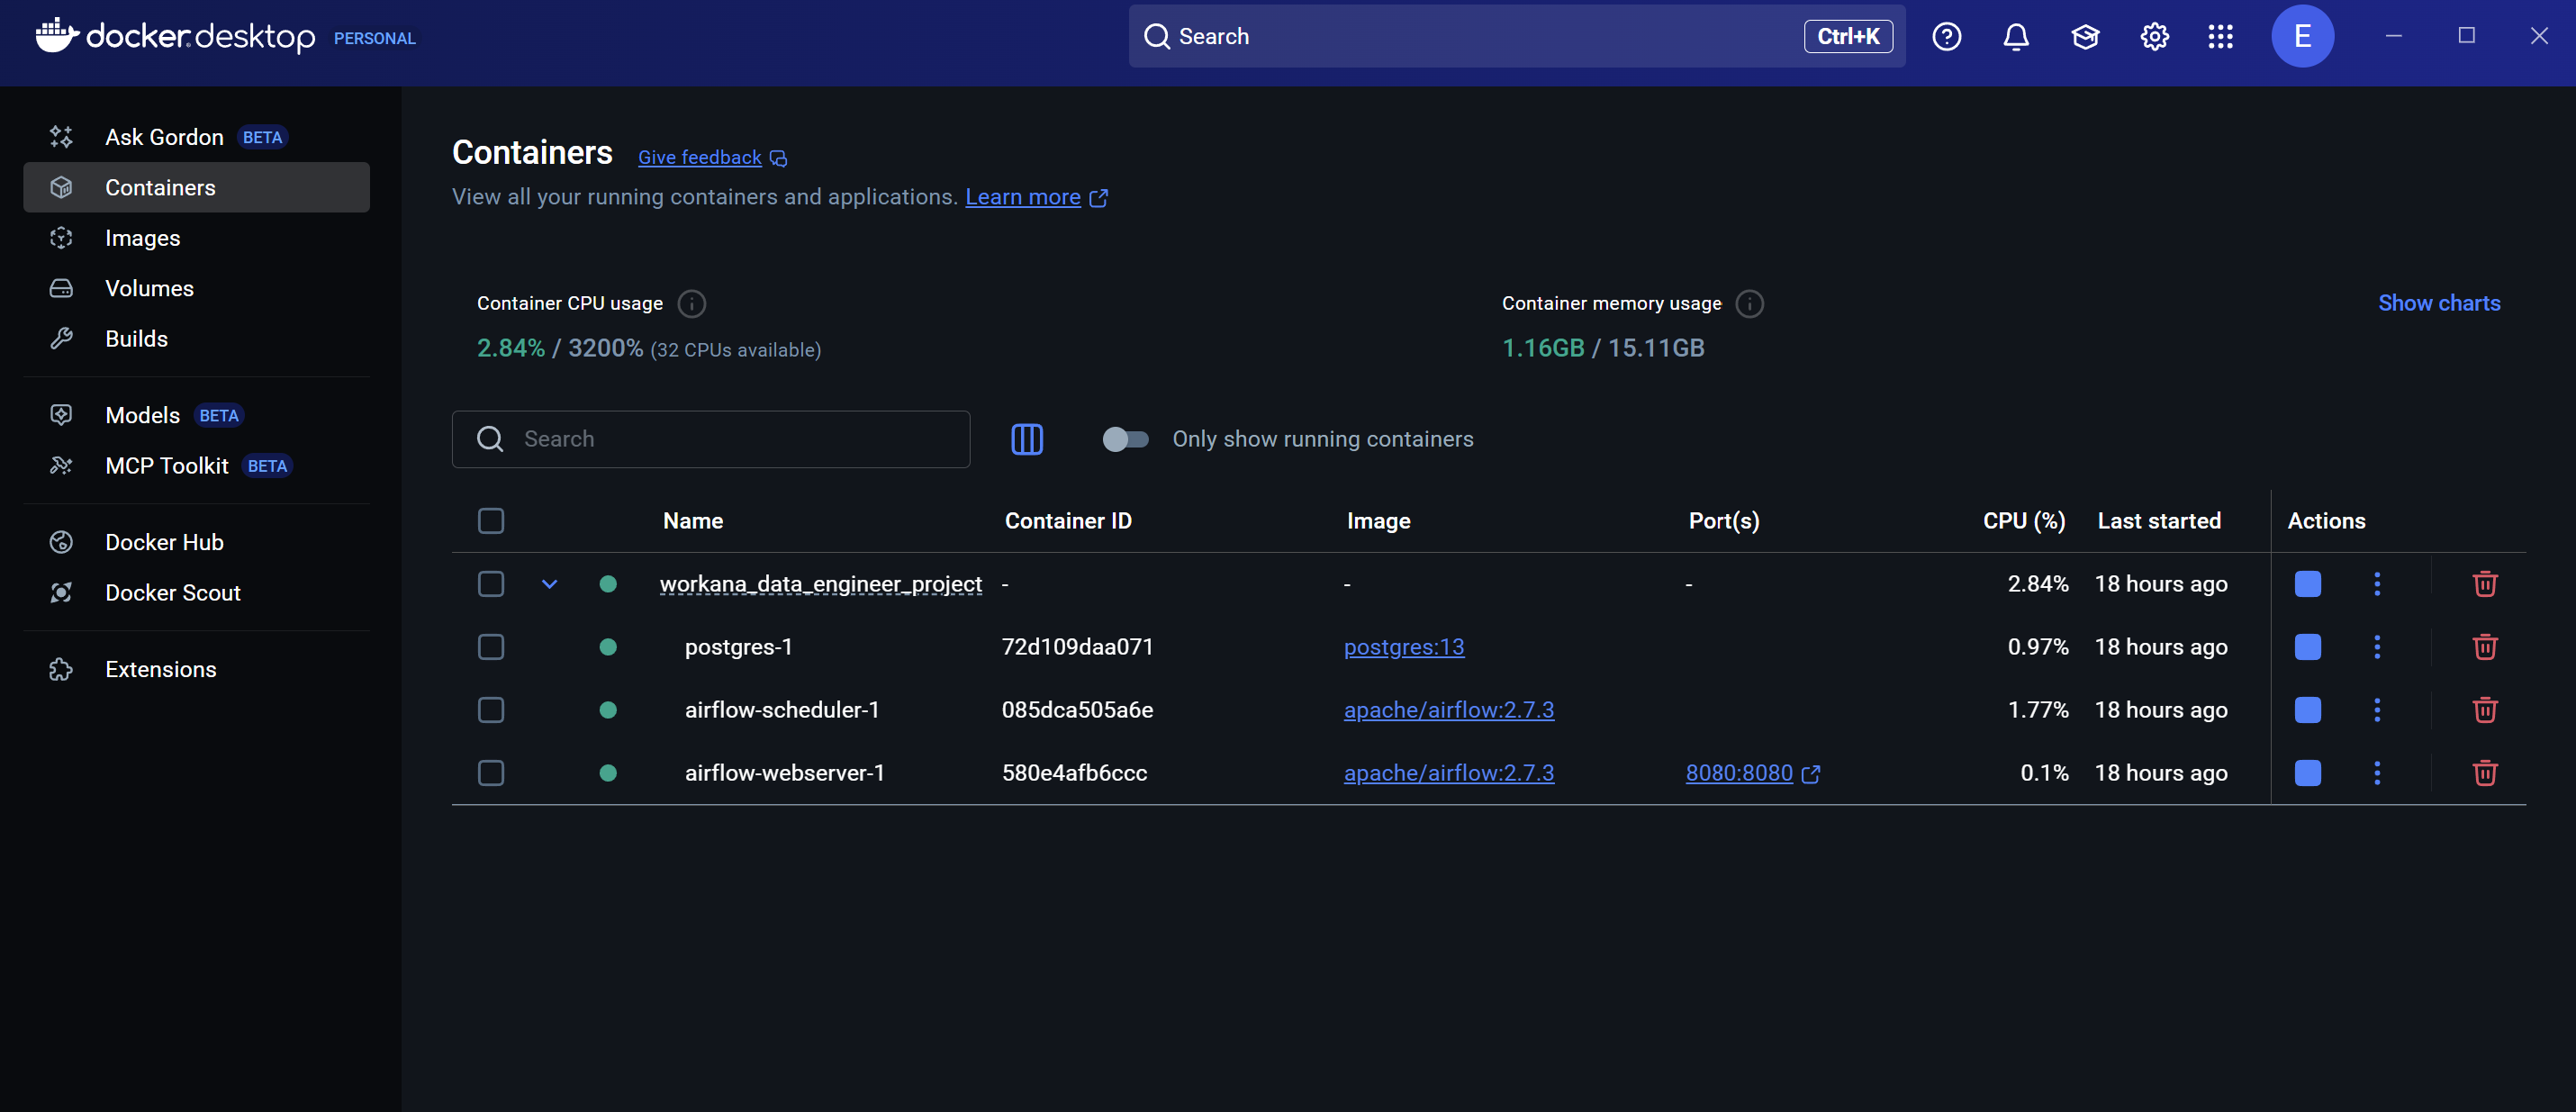 docker.desktop PERSONAL
Search
Ctrl+K
E
Ask Gordon BETA
Containers
Images
Volumes
Builds
Models BETA
MCP Toolkit BETA
Docker Hub
Docker Scout
Extensions
Containers Give feedback
View all your running containers and applications. Learn more
Container CPU usage
2.84% / 3200% (32 CPUs available)
Container memory usage
1.16GB / 15.11GB
Show charts
Search
Only show running containers
Name Container ID Image Port(s) CPU (%) Last started Actions
workana_data_engineer_project - - - 2.84% 18 hours ago
postgres-1 72d109daa071 postgres:13 0.97% 18 hours ago
airflow-scheduler-1 085dca505a6e apache/airflow:2.7.3 1.77% 18 hours ago
airflow-webserver-1 580e4afb6ccc apache/airflow:2.7.3 8080:8080 0.1% 18 hours ago